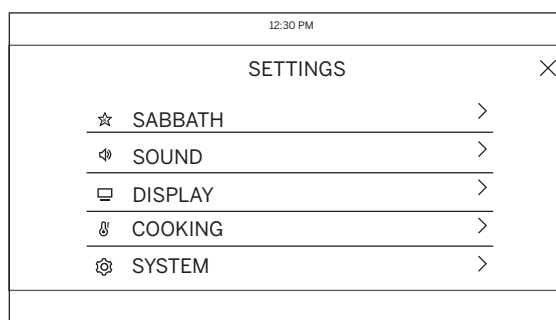 12:30 PM
SETTINGS
SABBATH
SOUND
DISPLAY
COOKING
SYSTEM